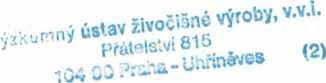 ýzkumný ústav živočišné výroby, v.v.i.
Přátelství 815
104 00 Praha - Uhříněves (2)